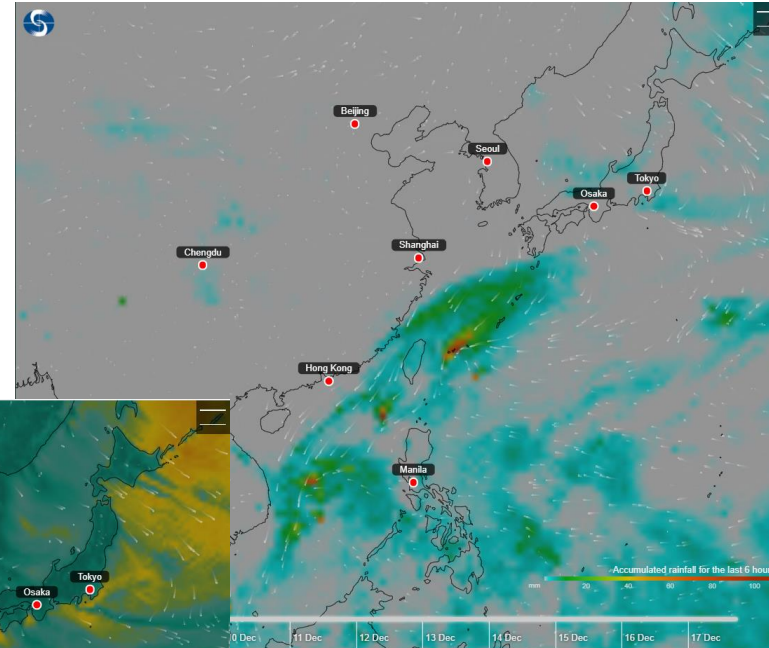 Beijing
Seoul
Tokyo
Osaka
Shanghai
Chengdu
Hong Kong
Manila
Accumulated rainfall for the last 6 hour
mm 20 40 60 80 100
0 Dec 11 Dec 12 Dec 13 Dec 14 Dec 15 Dec 16 Dec 17 Dec
Tokyo
Osaka